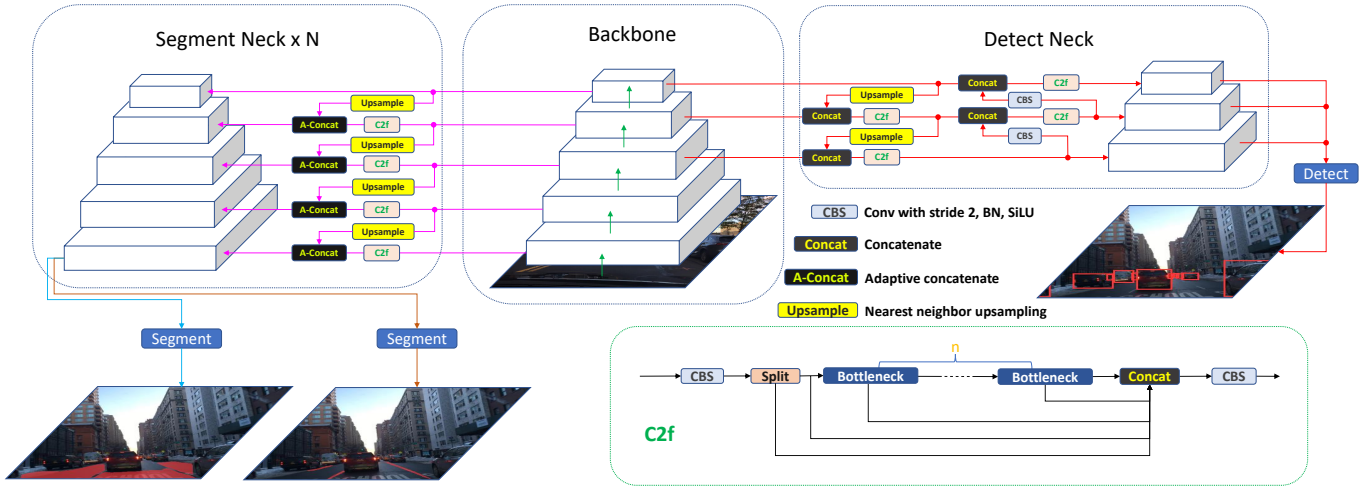 Segment Neck x N
Backbone
Detect Neck
Upsample
A-Concat C2f
Upsample
A-Concat C2f
Upsample
A-Concat C2f
Upsample
A-Concat C2f
Concat C2f
Upsample
CBS
Concat C2f
Concat C2f
Upsample
CBS
Concat C2f
Detect
CBS Conv with stride 2, BN, SiLU
Concat Concatenate
A-Concat Adaptive concatenate
Upsample Nearest neighbor upsampling
Segment
Segment
n
CBS Split Bottleneck ...... Bottleneck Concat CBS
C2f